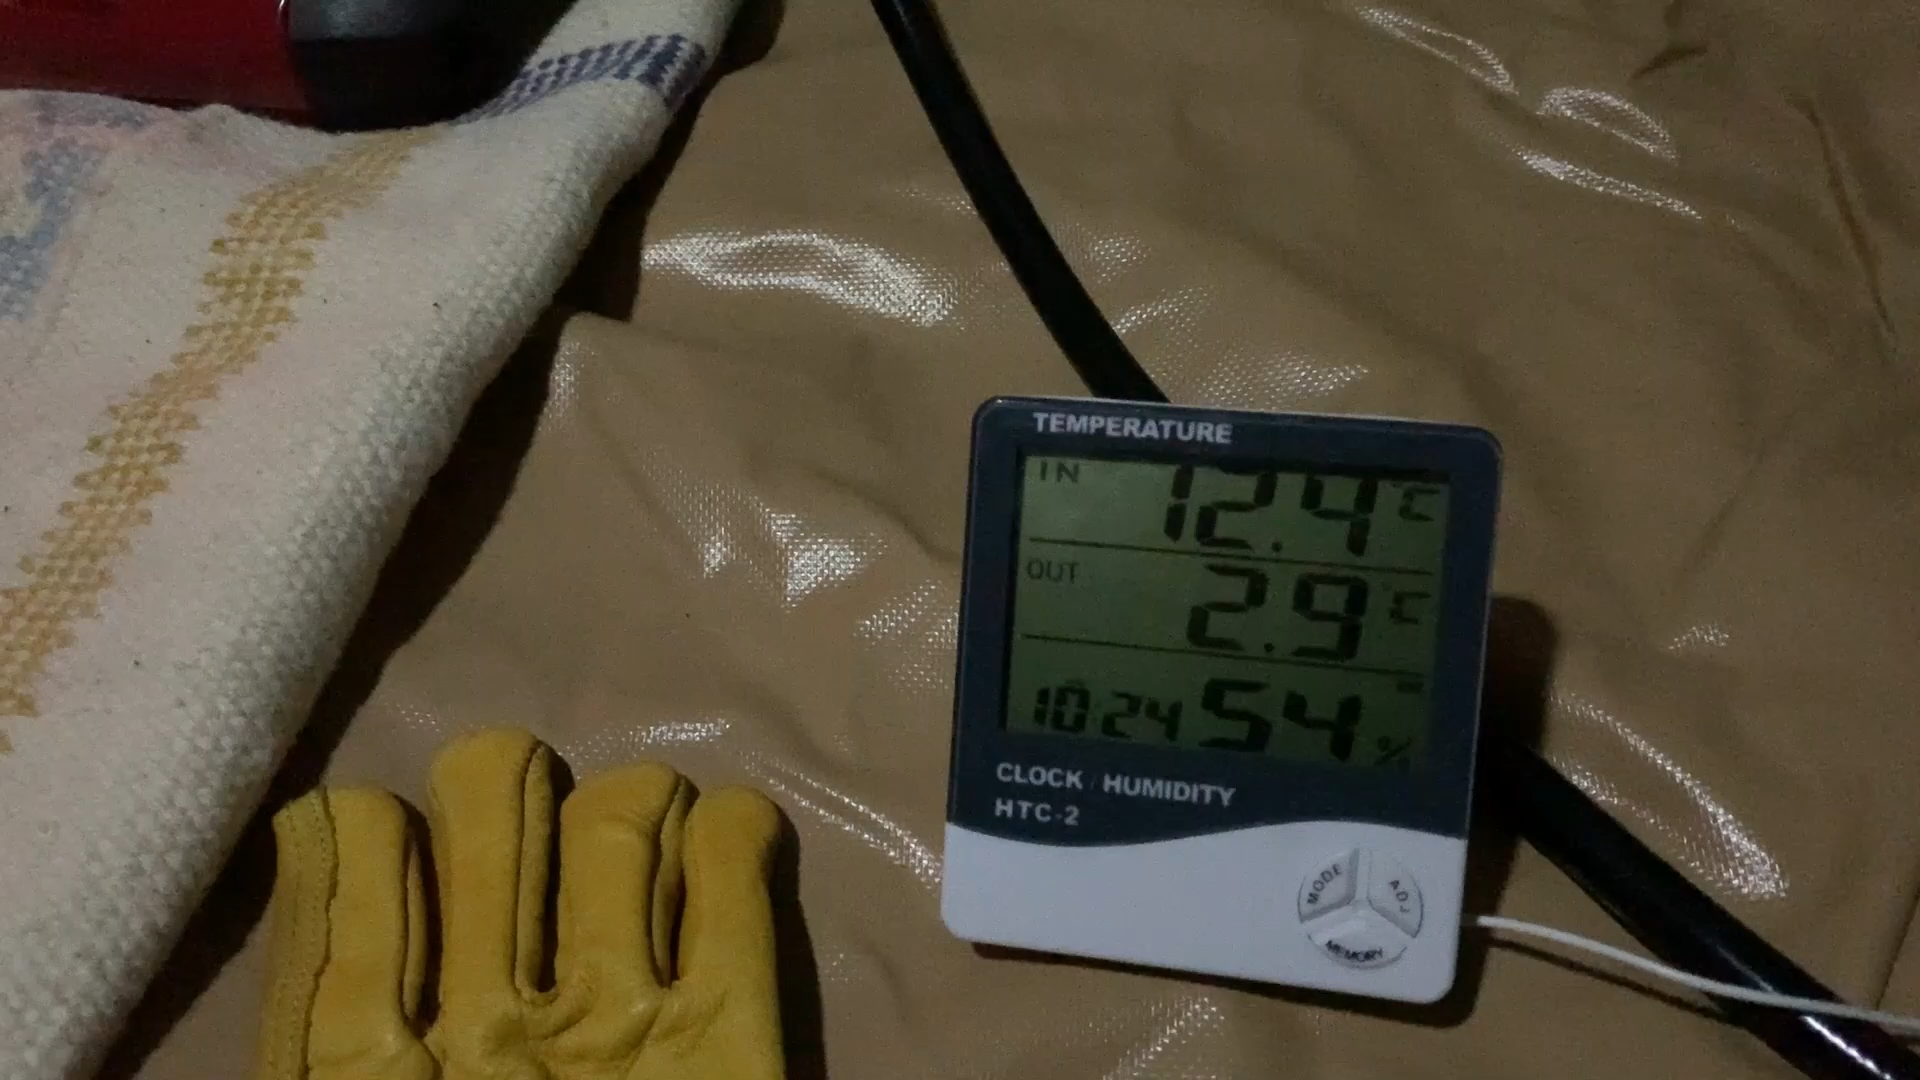 TEMPERATURE
IN 12.4 °C
OUT 2.9 °C
10:24 54 %
CLOCK / HUMIDITY
HTC-2
MODE ADJ
MEMORY